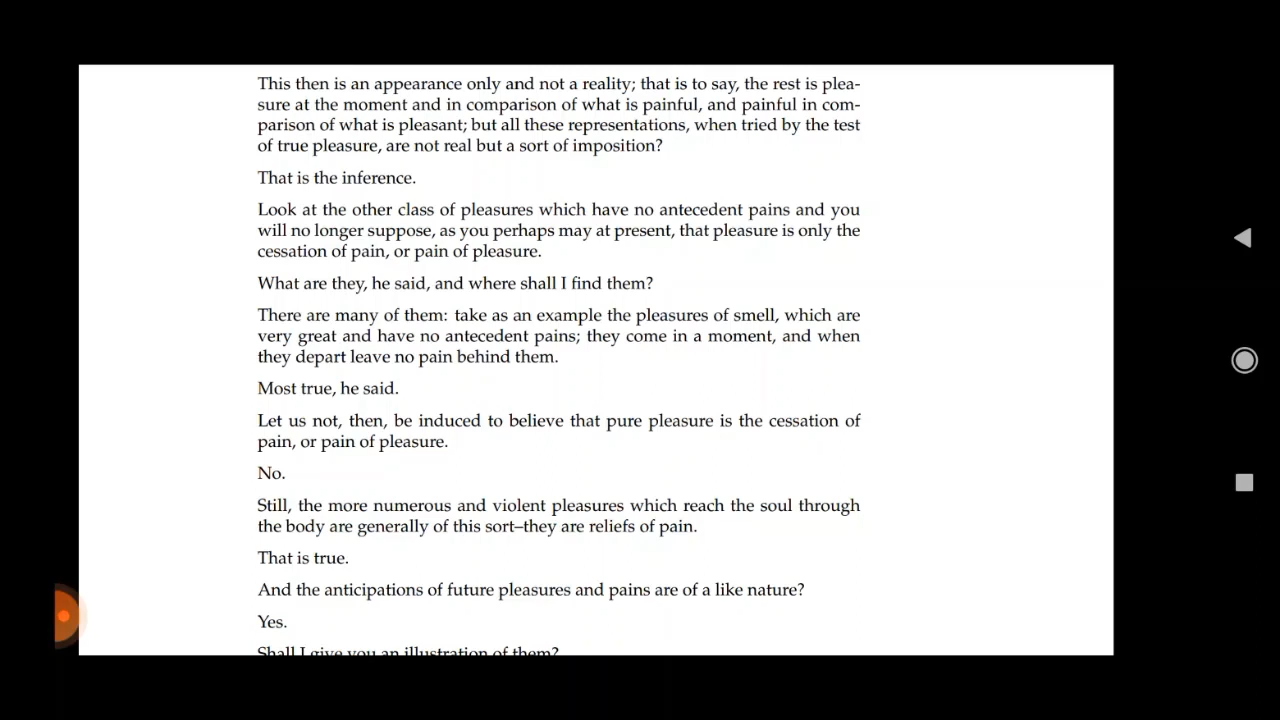 This then is an appearance only and not a reality; that is to say, the rest is plea-
sure at the moment and in comparison of what is painful, and painful in com-
parison of what is pleasant; but all these representations, when tried by the test
of true pleasure, are not real but a sort of imposition?
That is the inference.
Look at the other class of pleasures which have no antecedent pains and you
will no longer suppose, as you perhaps may at present, that pleasure is only the
cessation of pain, or pain of pleasure.
What are they, he said, and where shall I find them?
There are many of them: take as an example the pleasures of smell, which are
very great and have no antecedent pains; they come in a moment, and when
they depart leave no pain behind them.
Most true, he said.
Let us not, then, be induced to believe that pure pleasure is the cessation of
pain, or pain of pleasure.
No.
Still, the more numerous and violent pleasures which reach the soul through
the body are generally of this sort–they are reliefs of pain.
That is true.
And the anticipations of future pleasures and pains are of a like nature?
Yes.
Shall I give you an illustration of them?